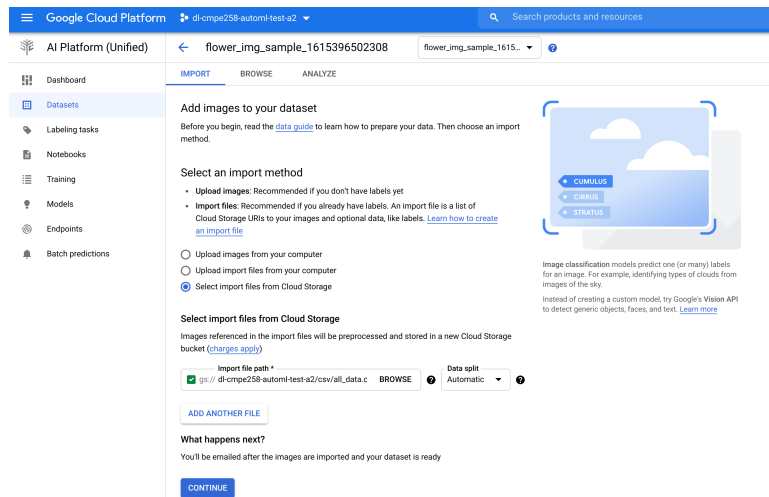 Google Cloud Platform
dl-cmpe258-automl-test-a2
Search products and resources
AI Platform (Unified)
flower_img_sample_1615396502308
flower_img_sample_1615...
IMPORT
BROWSE
ANALYZE
Dashboard
Datasets
Labeling tasks
Notebooks
Training
Models
Endpoints
Batch predictions
Add images to your dataset
Before you begin, read the data guide to learn how to prepare your data. Then choose an import
method.
Select an import method
• Upload images: Recommended if you don't have labels yet
• Import files: Recommended if you already have labels. An import file is a list of
Cloud Storage URIs to your images and optional data, like labels. Learn how to create
an import file
Upload images from your computer
Upload import files from your computer
Select import files from Cloud Storage
Select import files from Cloud Storage
Images referenced in the import files will be preprocessed and stored in a new Cloud Storage
bucket (charges apply)
Import file path *
gs:// dl-cmpe258-automl-test-a2/csv/all_data.c
BROWSE
Data split
Automatic
ADD ANOTHER FILE
What happens next?
You'll be emailed after the images are imported and your dataset is ready
CONTINUE
CUMULUS
CIRRUS
STRATUS
Image classification models predict one (or many) labels
for an image. For example, identifying types of clouds from
images of the sky.
Instead of creating a custom model, try Google's Vision API
to detect generic objects, faces, and text. Learn more